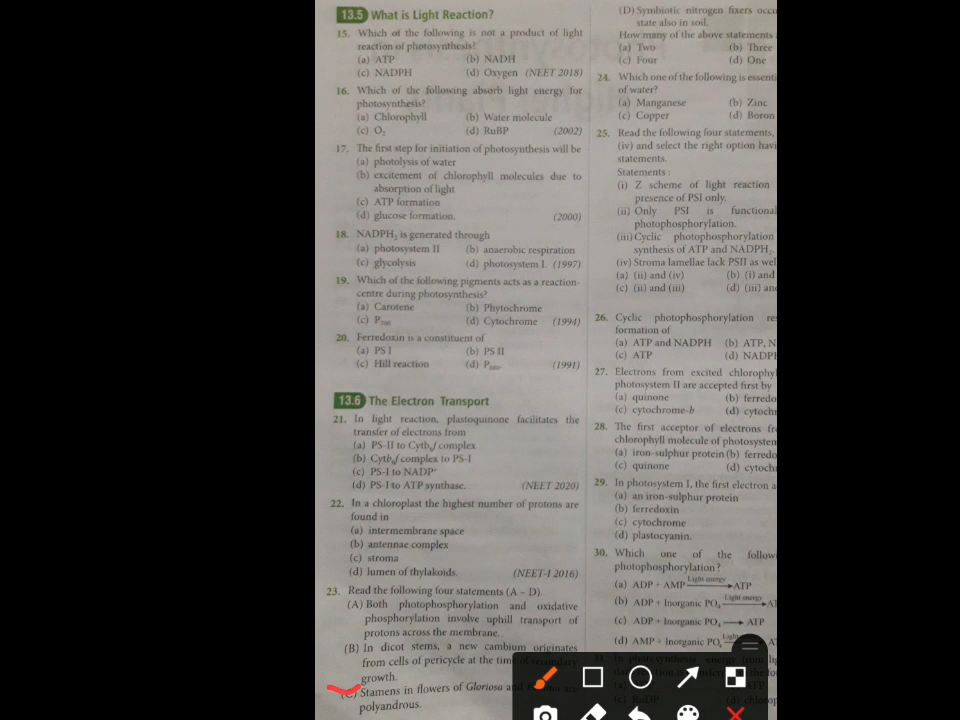 13.5 What is Light Reaction?
15. Which of the following is not a product of light
reaction of photosynthesis?
(a) ATP (b) NADH
(c) NADPH (d) Oxygen (NEET 2018)
16. Which of the following absorb light energy for
photosynthesis?
(a) Chlorophyll (b) Water molecule
(c) O₂ (d) RuBP (2002)
17. The first step for initiation of photosynthesis will be
(a) photolysis of water
(b) excitement of chlorophyll molecules due to
absorption of light
(c) ATP formation
(d) glucose formation. (2000)
18. NADPH₂ is generated through
(a) photosystem II (b) anaerobic respiration
(c) glycolysis (d) photosystem I. (1997)
19. Which of the following pigments acts as a reaction-
centre during photosynthesis?
(a) Carotene (b) Phytochrome
(c) P₇₀₀ (d) Cytochrome (1994)
20. Ferredoxin is a constituent of
(a) PS I (b) PS II
(c) Hill reaction (d) P₆₈₀. (1991)
13.6 The Electron Transport
21. In light reaction, plastoquinone facilitates the
transfer of electrons from
(a) PS-II to Cytb₆f complex
(b) Cytb₆f complex to PS-I
(c) PS-I to NADP⁺
(d) PS-I to ATP synthase. (NEET 2020)
22. In a chloroplast the highest number of protons are
found in
(a) intermembrane space
(b) antennae complex
(c) stroma
(d) lumen of thylakoids. (NEET-I 2016)
23. Read the following four statements (A – D).
(A) Both photophosphorylation and oxidative
phosphorylation involve uphill transport of
protons across the membrane.
(B) In dicot stems, a new cambium originates
from cells of pericycle at the time of secondary
growth.
(C) Stamens in flowers of Gloriosa and are
polyandrous.
(D) Symbiotic nitrogen fixers occu
state also in soil.
How many of the above statements
(a) Two (b) Three
(c) Four (d) One
24. Which one of the following is essenti
of water?
(a) Manganese (b) Zinc
(c) Copper (d) Boron
25. Read the following four statements,
(iv) and select the right option havi
statements.
Statements :
(i) Z scheme of light reaction
presence of PSI only.
(ii) Only PSI is functional
photophosphorylation.
(iii) Cyclic photophosphorylation
synthesis of ATP and NADPH₂.
(iv) Stroma lamellae lack PSII as wel
(a) (ii) and (iv) (b) (i) and
(c) (ii) and (iii) (d) (iii) an
26. Cyclic photophosphorylation res
formation of
(a) ATP and NADPH (b) ATP, N
(c) ATP (d) NADPH
27. Electrons from excited chlorophyl
photosystem II are accepted first by
(a) quinone (b) ferredo
(c) cytochrome-b (d) cytoch
28. The first acceptor of electrons fr
chlorophyll molecule of photosystem
(a) iron-sulphur protein (b) ferredo
(c) quinone (d) cytoch
29. In photosystem I, the first electron a
(a) an iron-sulphur protein
(b) ferredoxin
(c) cytochrome
(d) plastocyanin.
30. Which one of the follow
photophosphorylation?
(a) ADP + AMP Light energy ATP
(b) ADP + Inorganic PO₄ Light energy AT
(c) ADP + Inorganic PO₄ ATP
(d) AMP + Inorganic PO₄ Light A